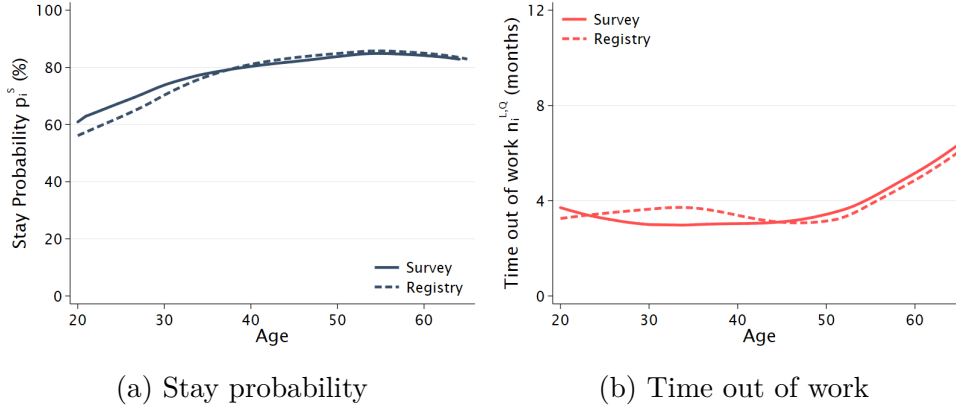 Stay Probability pᵢˢ (%)
100
80
60
40
20
0
Survey
Registry
20 30 40 50 60
Age
(a) Stay probability
Time out of work nᵢᴸ,Q (months)
12
8
4
0
Survey
Registry
20 30 40 50 60
Age
(b) Time out of work